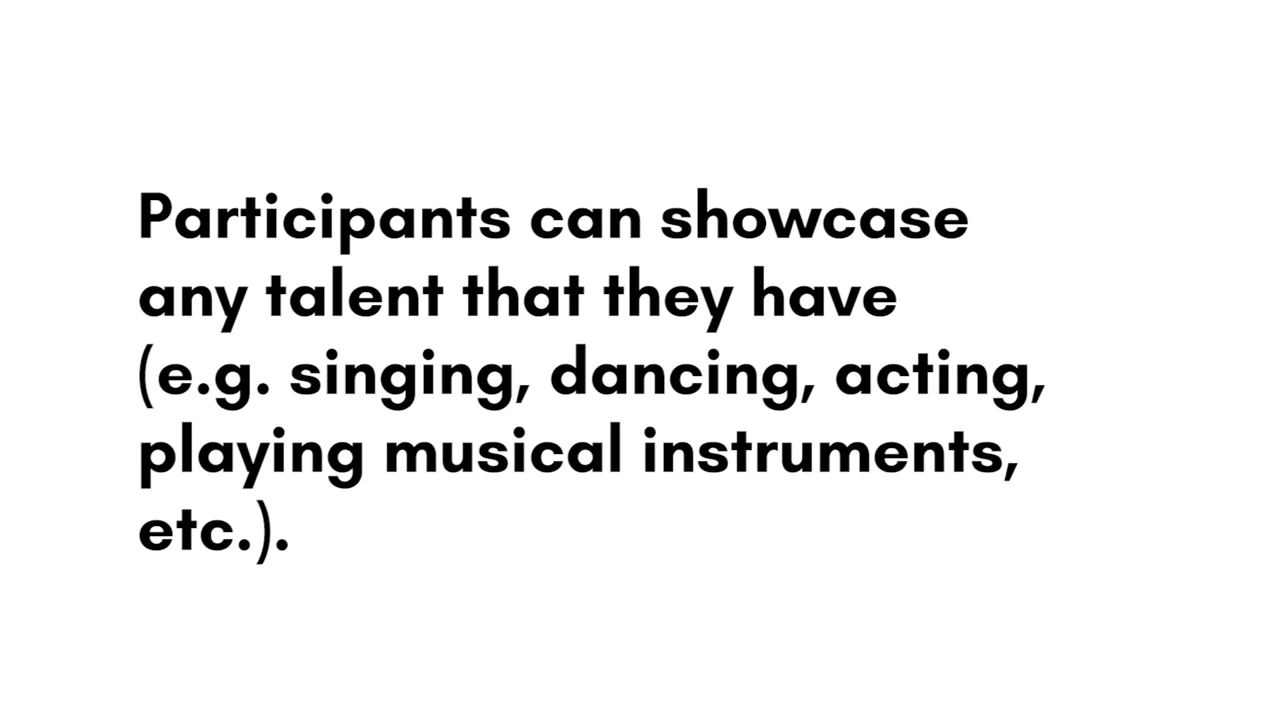 Participants can showcase
any talent that they have
(e.g. singing, dancing, acting,
playing musical instruments,
etc.).